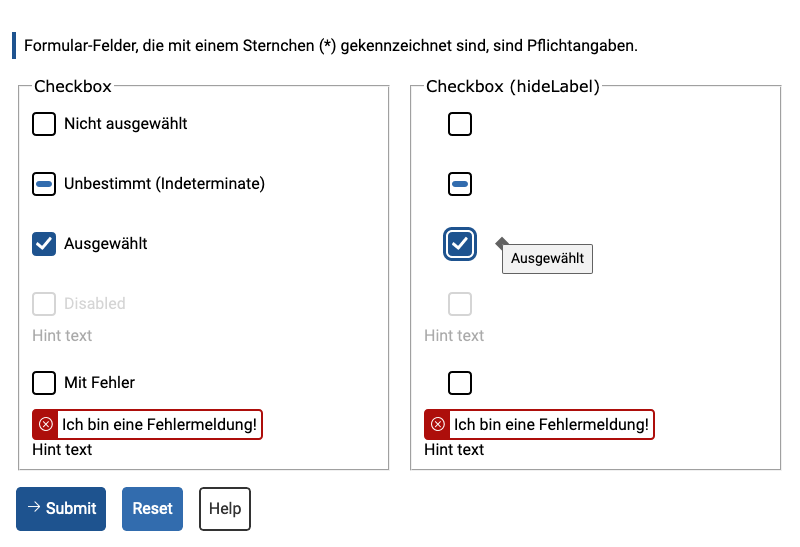 Formular-Felder, die mit einem Sternchen (*) gekennzeichnet sind, sind Pflichtangaben.
Checkbox
Nicht ausgewählt
Unbestimmt (Indeterminate)
Ausgewählt
Disabled
Hint text
Mit Fehler
Ich bin eine Fehlermeldung!
Hint text
Checkbox (hideLabel)
Ausgewählt
Hint text
Ich bin eine Fehlermeldung!
Hint text
Submit
Reset
Help